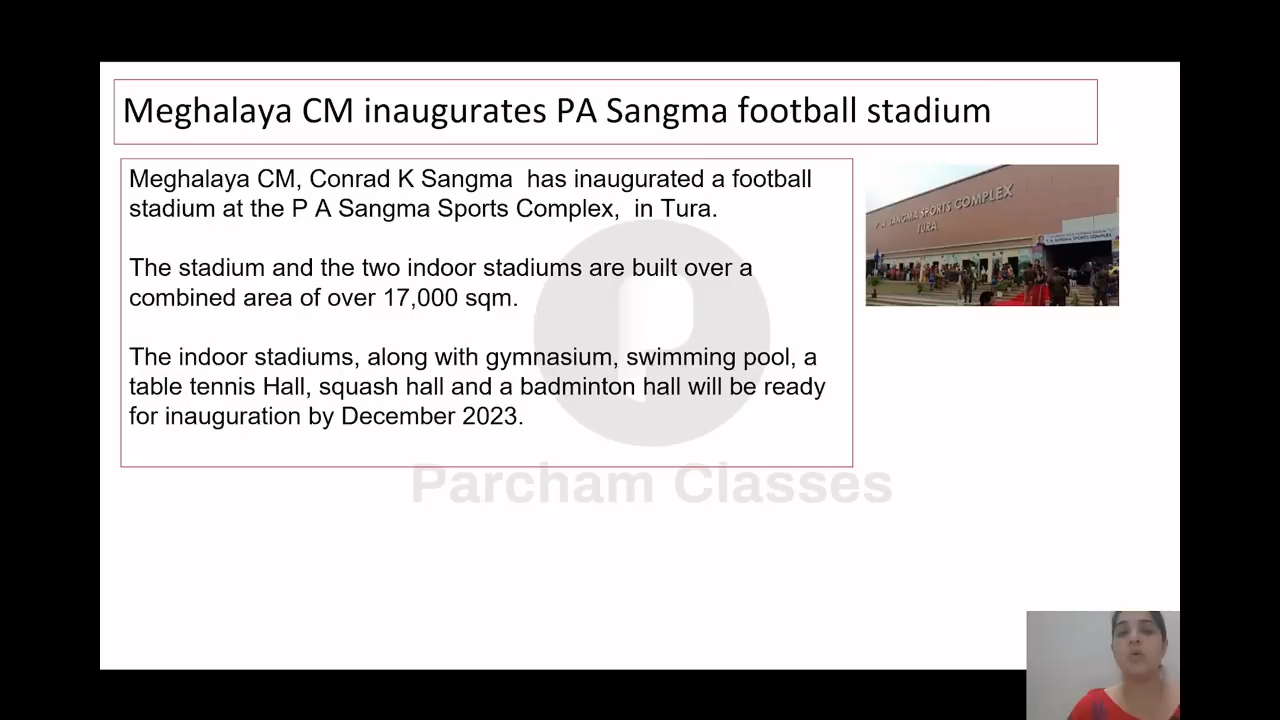 Meghalaya CM inaugurates PA Sangma football stadium
Meghalaya CM, Conrad K Sangma has inaugurated a football
stadium at the P A Sangma Sports Complex, in Tura.
The stadium and the two indoor stadiums are built over a
combined area of over 17,000 sqm.
The indoor stadiums, along with gymnasium, swimming pool, a
table tennis Hall, squash hall and a badminton hall will be ready
for inauguration by December 2023.
P A SANGMA SPORTS COMPLEX
TURA
Parcham Classes